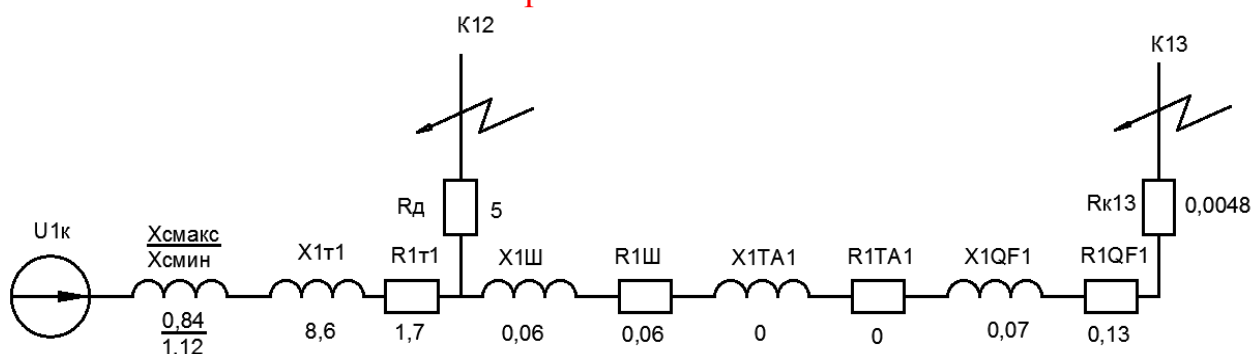 К12
К13
Rд
5
Rк13
0,0048
U1к
Xсмакс
Xсмин
X1т1
R1т1
X1Ш
R1Ш
X1ТА1
R1ТА1
X1QF1
R1QF1
0,84
1,12
8,6
1,7
0,06
0,06
0
0
0,07
0,13